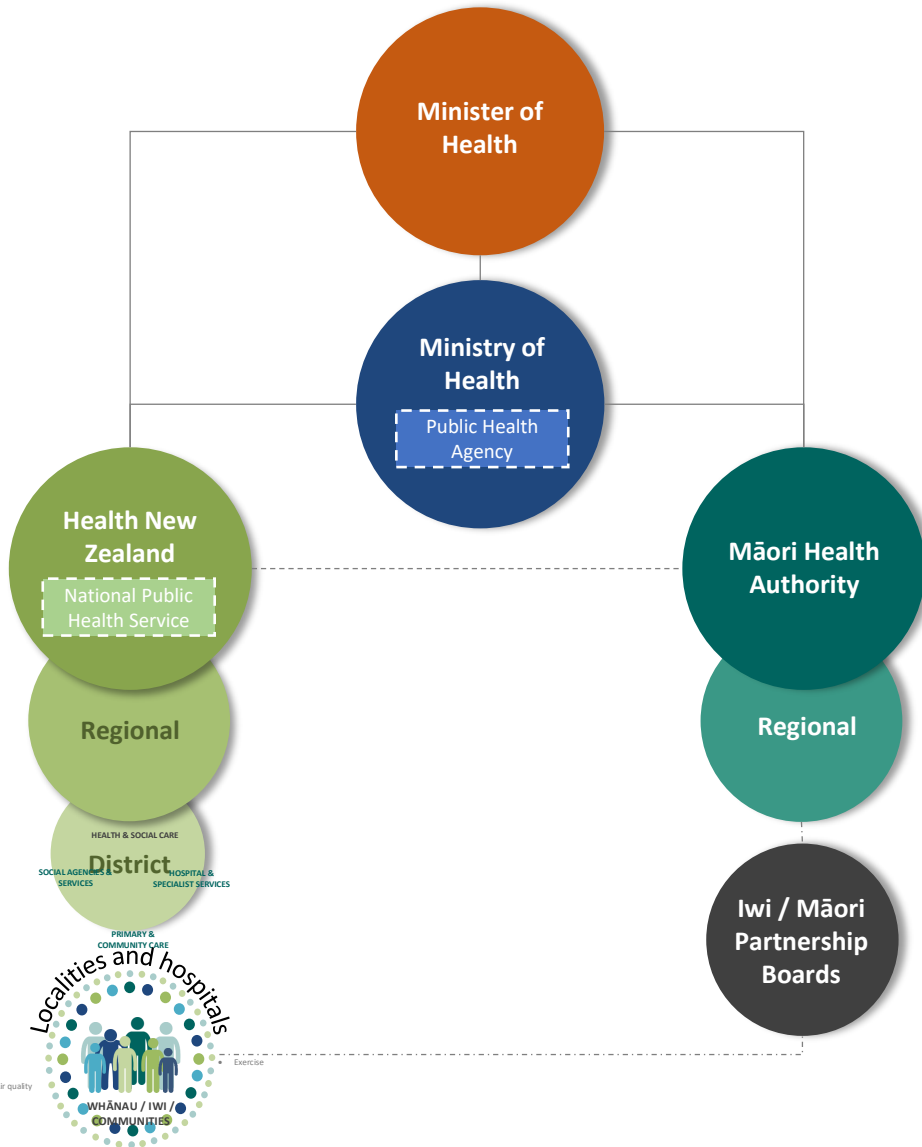 Minister of
Health
Ministry of
Health
Public Health
Agency
Health New
Zealand
National Public
Health Service
Māori Health
Authority
Regional
Regional
HEALTH & SOCIAL CARE
District
SOCIAL AGENCIES &
SERVICES
HOSPITAL &
SPECIALIST SERVICES
Iwi / Māori
Partnership
Boards
PRIMARY &
COMMUNITY CARE
Localities and hospitals
Exercise
ir quality
WHĀNAU / IWI /
COMMUNITIES